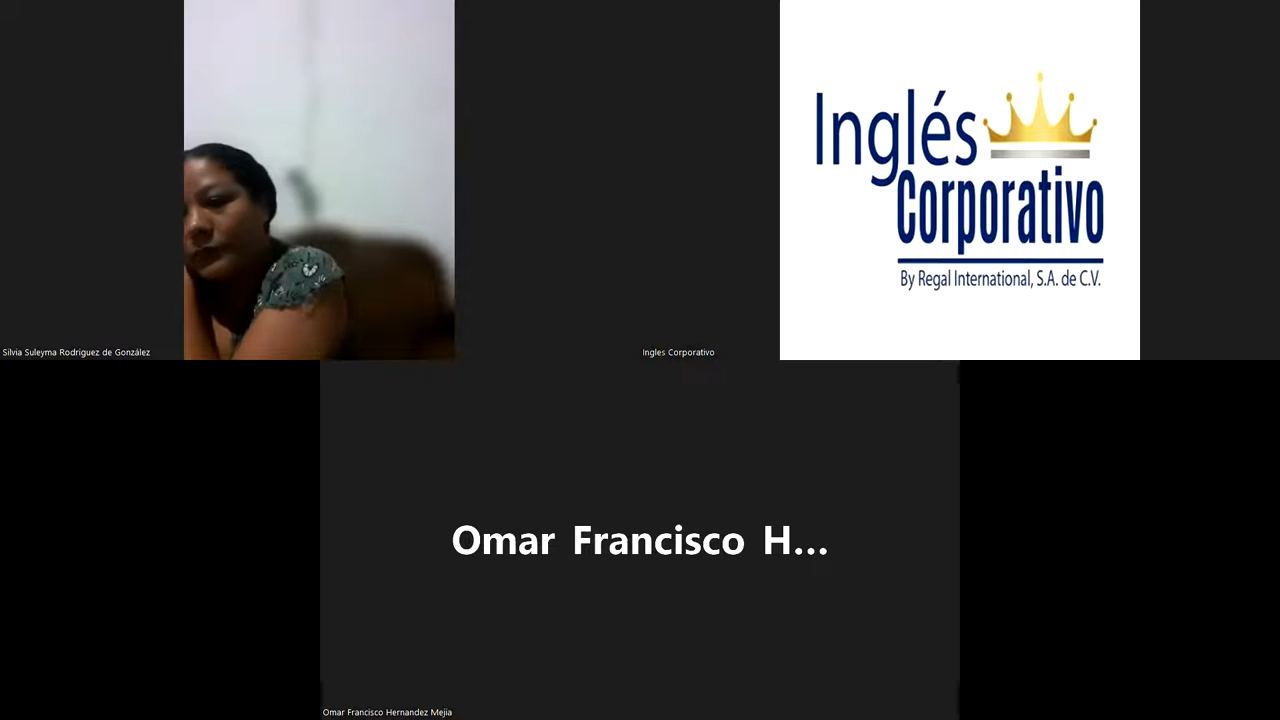 Inglés
Corporativo
By Regal International, S.A. de C.V.
Silvia Suleyma Rodriguez de González
Ingles Corporativo
Omar Francisco H...
Omar Francisco Hernandez Mejia